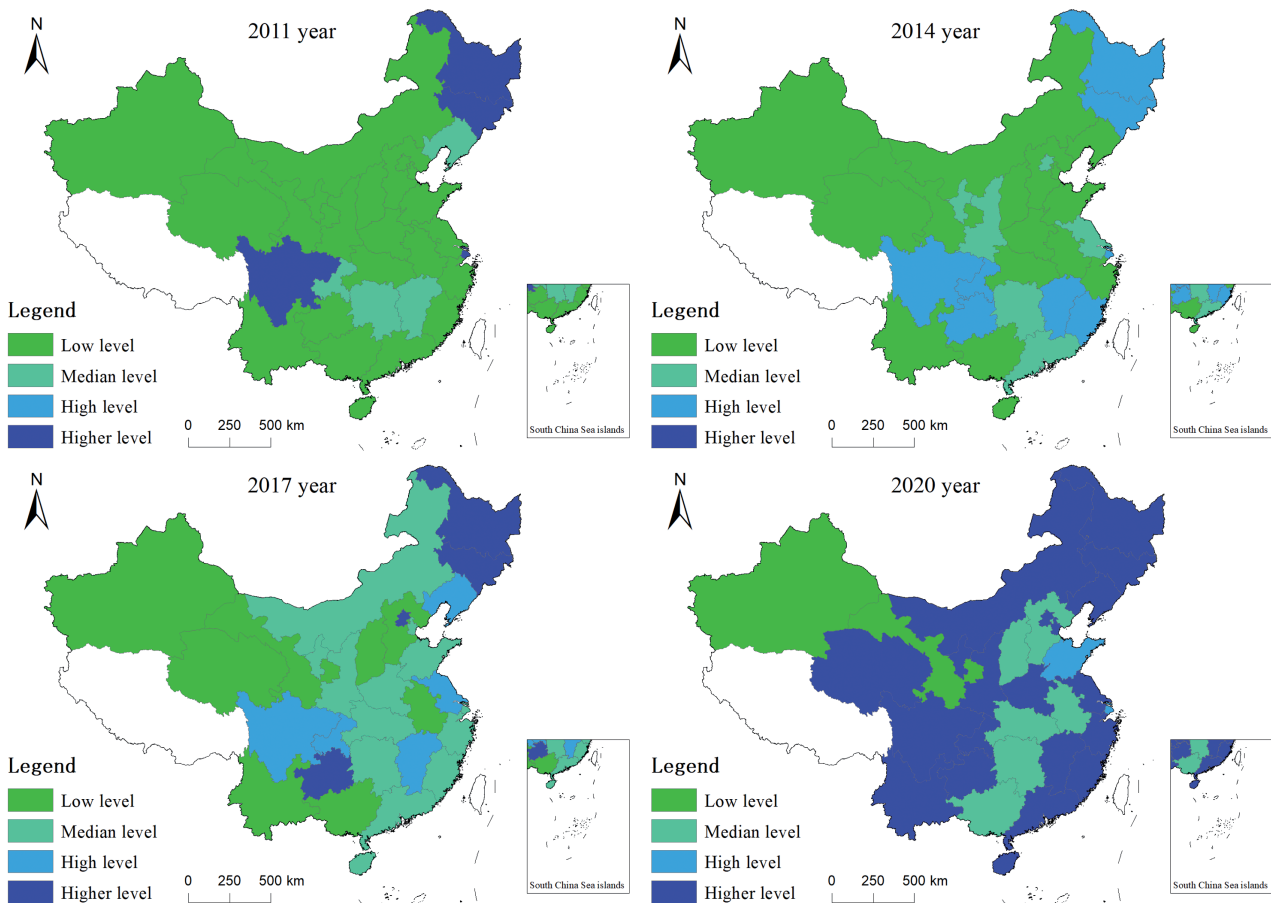 N
2011 year
Legend
Low level
Median level
High level
Higher level
0 250 500 km
South China Sea islands
N
2014 year
Legend
Low level
Median level
High level
Higher level
0 250 500 km
South China Sea islands
N
2017 year
Legend
Low level
Median level
High level
Higher level
0 250 500 km
South China Sea islands
N
2020 year
Legend
Low level
Median level
High level
Higher level
0 250 500 km
South China Sea islands